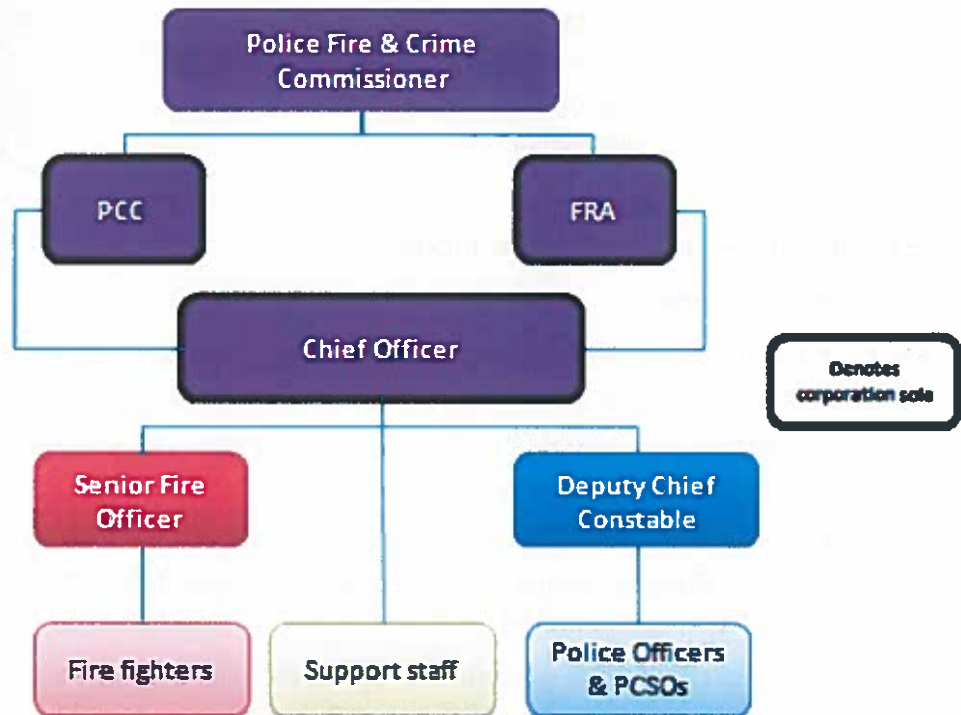 Police Fire & Crime
Commissioner
PCC
FRA
Chief Officer
Denotes
corporation sole
Senior Fire
Officer
Deputy Chief
Constable
Fire fighters
Support staff
Police Officers
& PCSOs